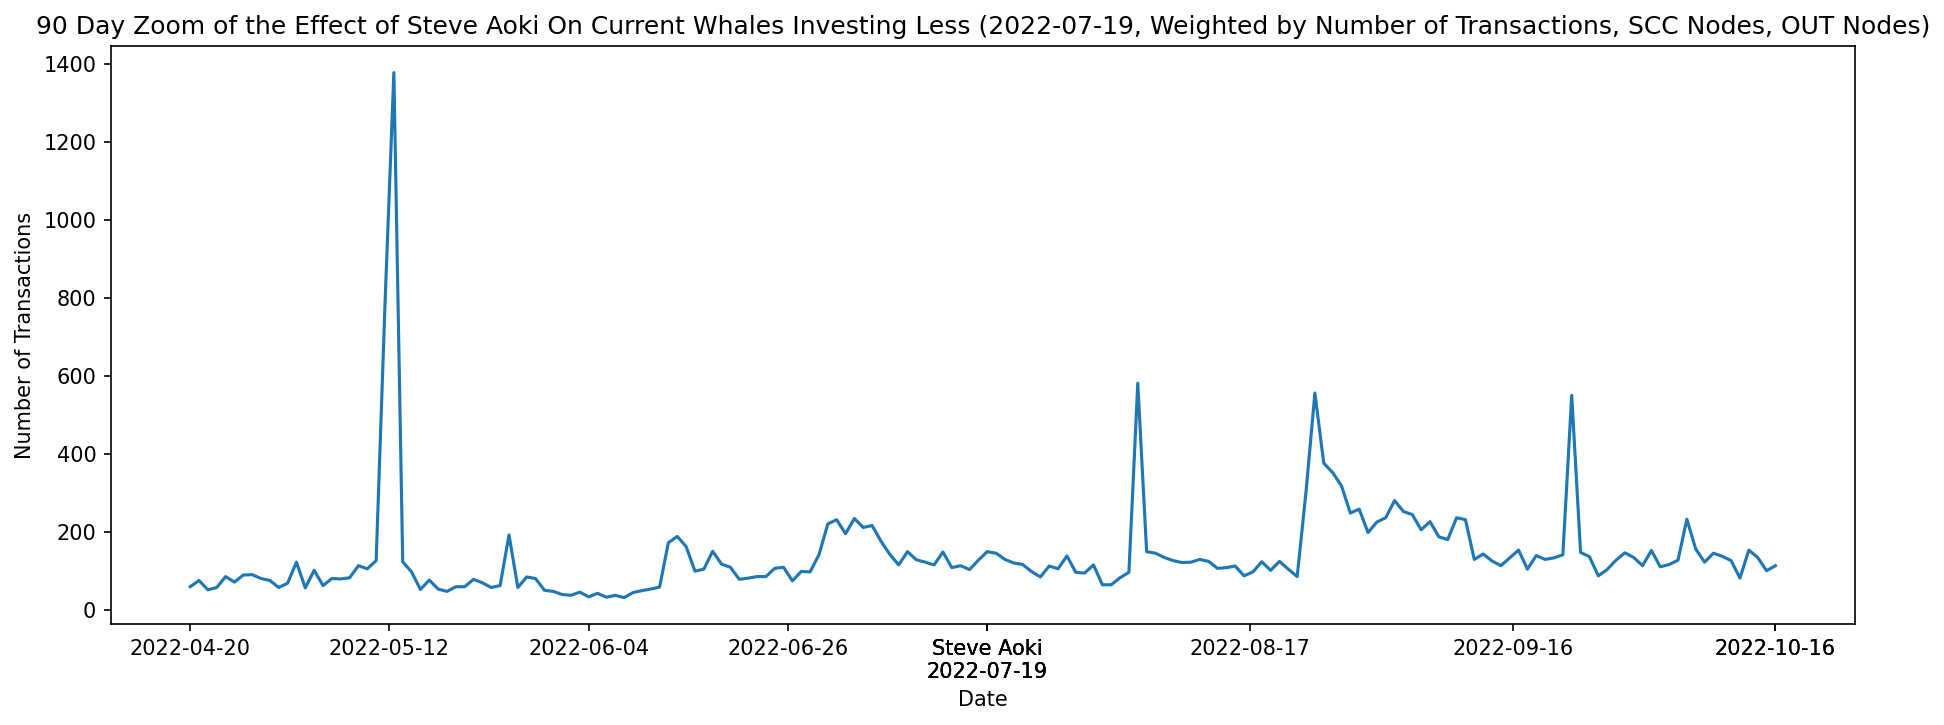 90 Day Zoom of the Effect of Steve Aoki On Current Whales Investing Less (2022-07-19, Weighted by Number of Transactions, SCC Nodes, OUT Nodes)
1400
1200
1000
800
600
400
200
0
Number of Transactions
2022-04-20 2022-05-12 2022-06-04 2022-06-26 Steve Aoki 2022-08-17 2022-09-16 2022-10-16
2022-07-19
Date